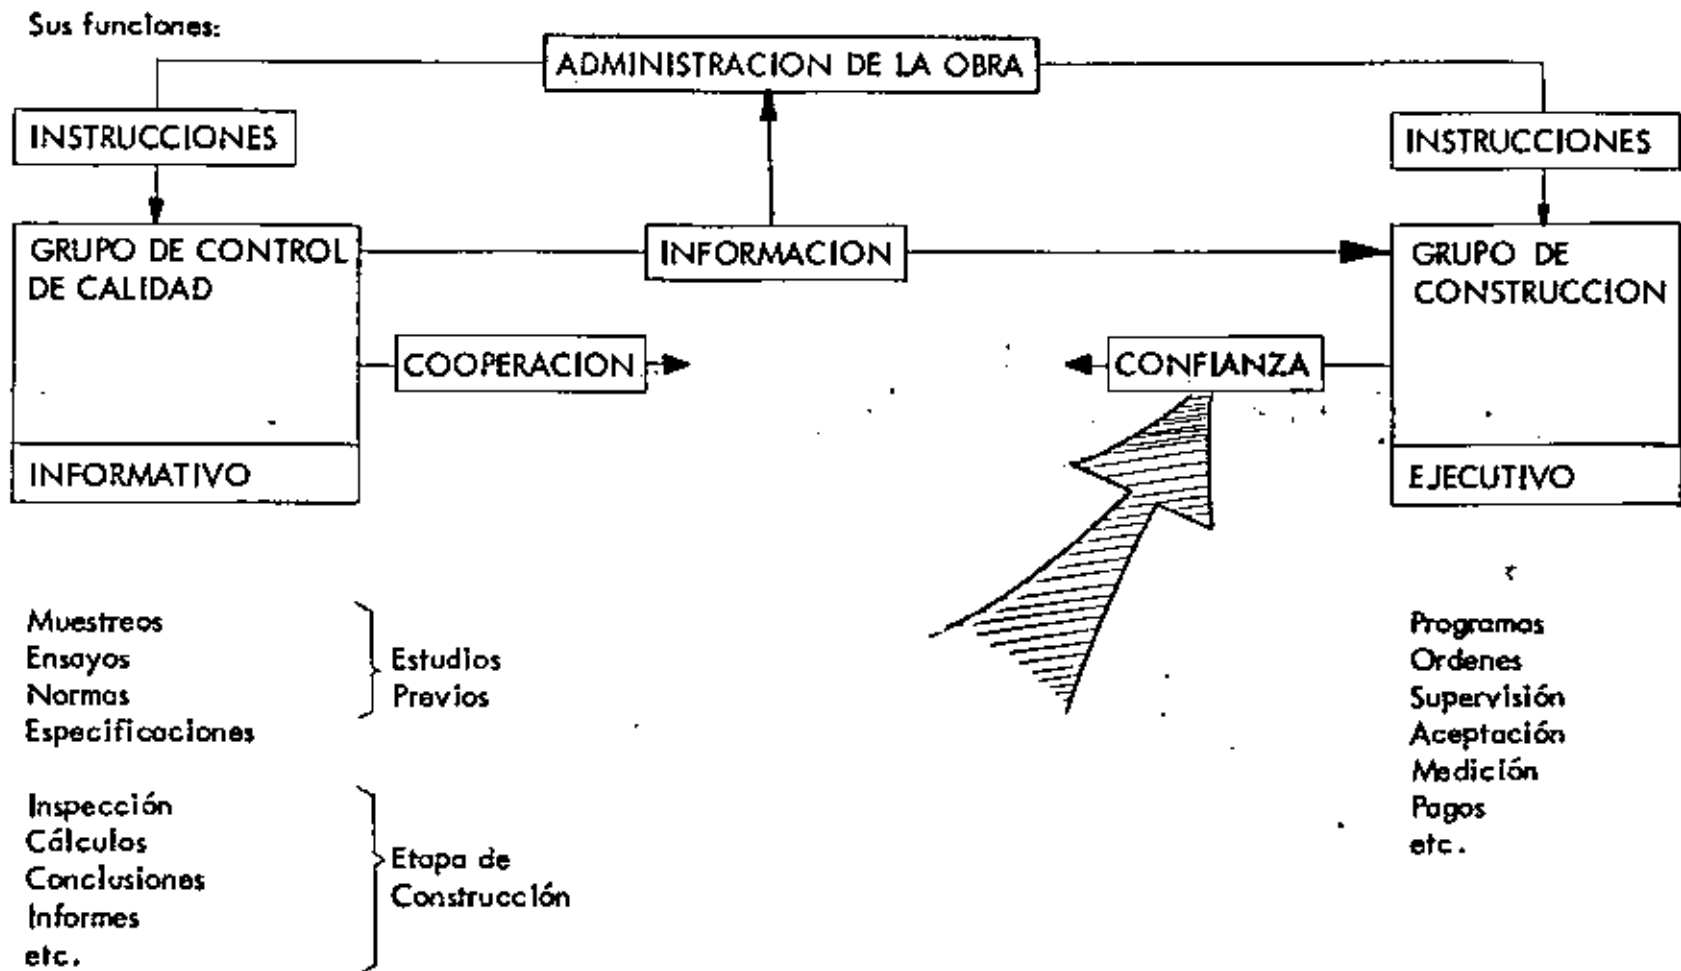 Sus funciones:
ADMINISTRACION DE LA OBRA
INSTRUCCIONES
INSTRUCCIONES
GRUPO DE CONTROL
DE CALIDAD
INFORMACION
GRUPO DE
CONSTRUCCION
COOPERACION
CONFIANZA
INFORMATIVO
EJECUTIVO
Muestreos
Ensayos
Normas
Especificaciones
Estudios
Previos
Inspección
Cálculos
Conclusiones
Informes
etc.
Etapa de
Construcción
Programas
Ordenes
Supervisión
Aceptación
Medición
Pagos
etc.